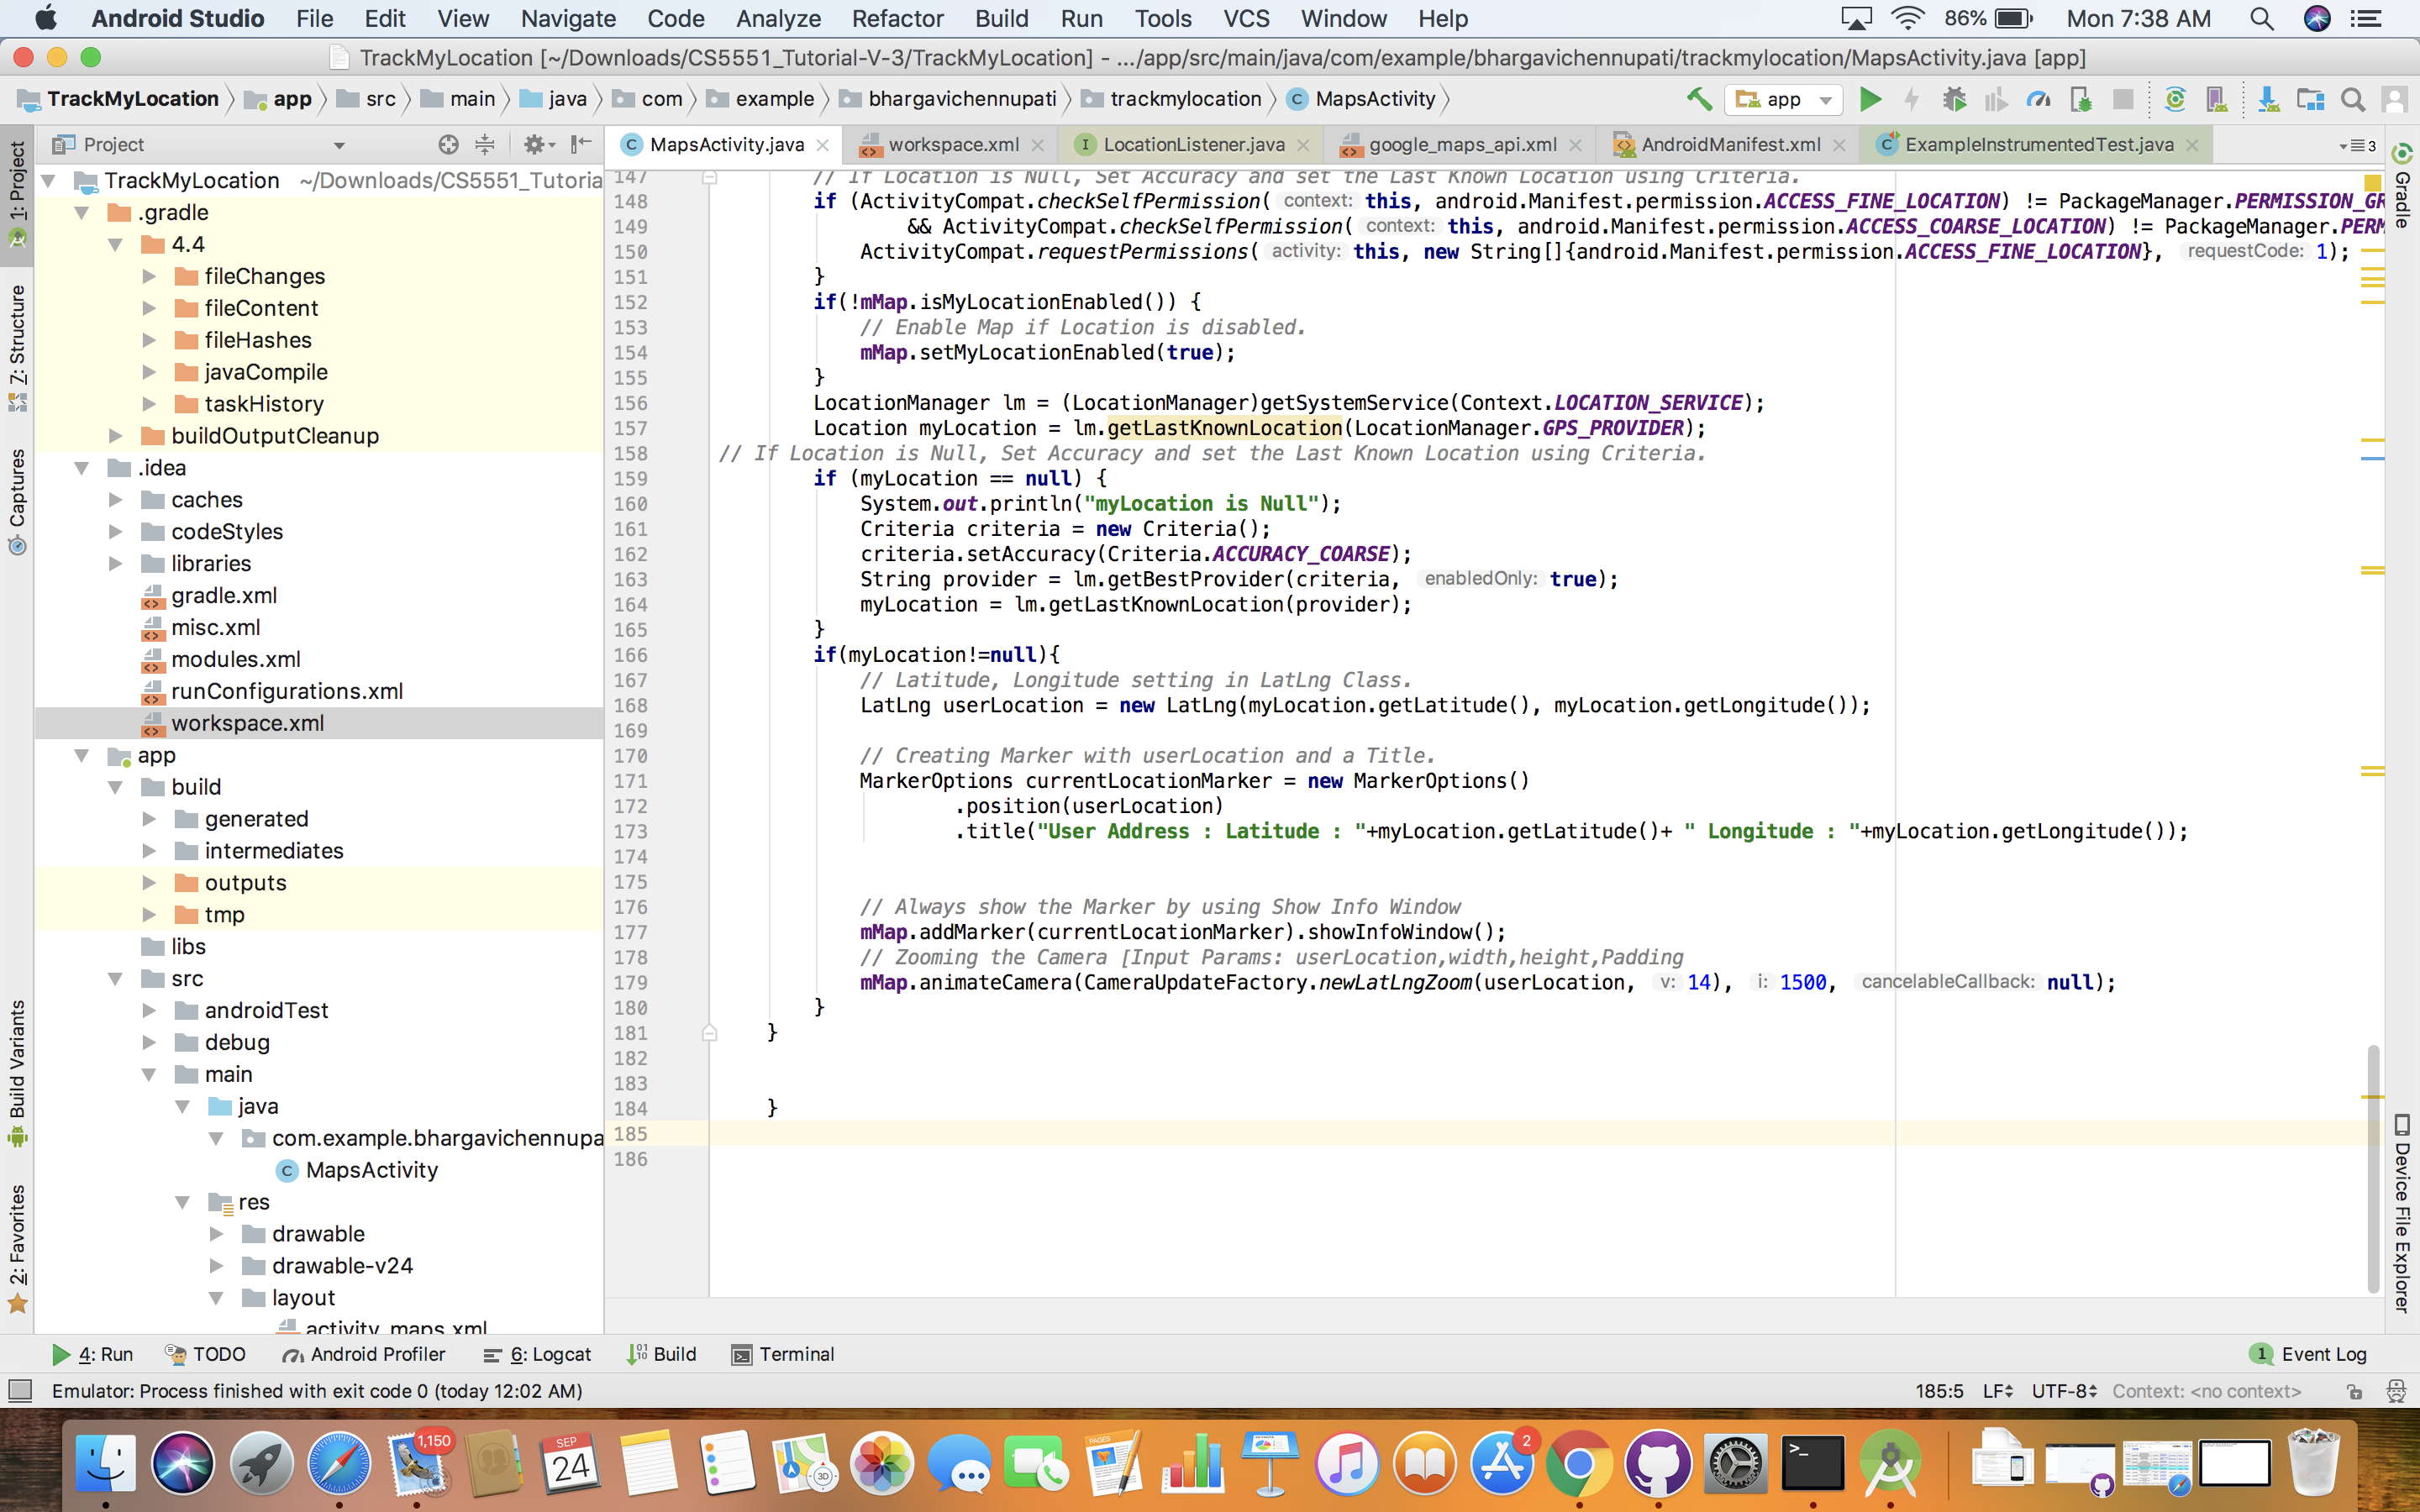 Android Studio File Edit View Navigate Code Analyze Refactor Build Run Tools VCS Window Help 86% Mon 7:38 AM
TrackMyLocation [~/Downloads/CS5551_Tutorial-V-3/TrackMyLocation] - .../app/src/main/java/com/example/bhargavichennupati/trackmylocation/MapsActivity.java [app]
TrackMyLocation app src main java com example bhargavichennupati trackmylocation MapsActivity app
Project MapsActivity.java workspace.xml LocationListener.java google_maps_api.xml AndroidManifest.xml ExampleInstrumentedTest.java 3
1: Project
7: Structure
Captures
Build Variants
2: Favorites
TrackMyLocation ~/Downloads/CS5551_Tutoria
.gradle
4.4
fileChanges
fileContent
fileHashes
javaCompile
taskHistory
buildOutputCleanup
.idea
caches
codeStyles
libraries
gradle.xml
misc.xml
modules.xml
runConfigurations.xml
workspace.xml
app
build
generated
intermediates
outputs
tmp
libs
src
androidTest
debug
main
java
com.example.bhargavichennupa
MapsActivity
res
drawable
drawable-v24
layout
activity_maps.xml
147 // If Location is Null, Set Accuracy and set the Last Known Location using Criteria.
148 if (ActivityCompat.checkSelfPermission( context: this, android.Manifest.permission.ACCESS_FINE_LOCATION) != PackageManager.PERMISSION_GR
149 && ActivityCompat.checkSelfPermission( context: this, android.Manifest.permission.ACCESS_COARSE_LOCATION) != PackageManager.PERM
150 ActivityCompat.requestPermissions( activity: this, new String[]{android.Manifest.permission.ACCESS_FINE_LOCATION}, requestCode: 1);
151 }
152 if(!mMap.isMyLocationEnabled()) {
153 // Enable Map if Location is disabled.
154 mMap.setMyLocationEnabled(true);
155 }
156 LocationManager lm = (LocationManager)getSystemService(Context.LOCATION_SERVICE);
157 Location myLocation = lm.getLastKnownLocation(LocationManager.GPS_PROVIDER);
158 // If Location is Null, Set Accuracy and set the Last Known Location using Criteria.
159 if (myLocation == null) {
160 System.out.println("myLocation is Null");
161 Criteria criteria = new Criteria();
162 criteria.setAccuracy(Criteria.ACCURACY_COARSE);
163 String provider = lm.getBestProvider(criteria, enabledOnly: true);
164 myLocation = lm.getLastKnownLocation(provider);
165 }
166 if(myLocation!=null){
167 // Latitude, Longitude setting in LatLng Class.
168 LatLng userLocation = new LatLng(myLocation.getLatitude(), myLocation.getLongitude());
169
170 // Creating Marker with userLocation and a Title.
171 MarkerOptions currentLocationMarker = new MarkerOptions()
172 .position(userLocation)
173 .title("User Address : Latitude : "+myLocation.getLatitude()+ " Longitude : "+myLocation.getLongitude());
174
175
176 // Always show the Marker by using Show Info Window
177 mMap.addMarker(currentLocationMarker).showInfoWindow();
178 // Zooming the Camera [Input Params: userLocation,width,height,Padding
179 mMap.animateCamera(CameraUpdateFactory.newLatLngZoom(userLocation, v: 14), i: 1500, cancelableCallback: null);
180 }
181 }
182
183
184 }
185
186
Gradle
Device File Explorer
4: Run TODO Android Profiler 6: Logcat Build Terminal 1 Event Log
Emulator: Process finished with exit code 0 (today 12:02 AM) 185:5 LF UTF-8 Context: <no context>
1,150 SEP 24 3D PAGES 2 >_